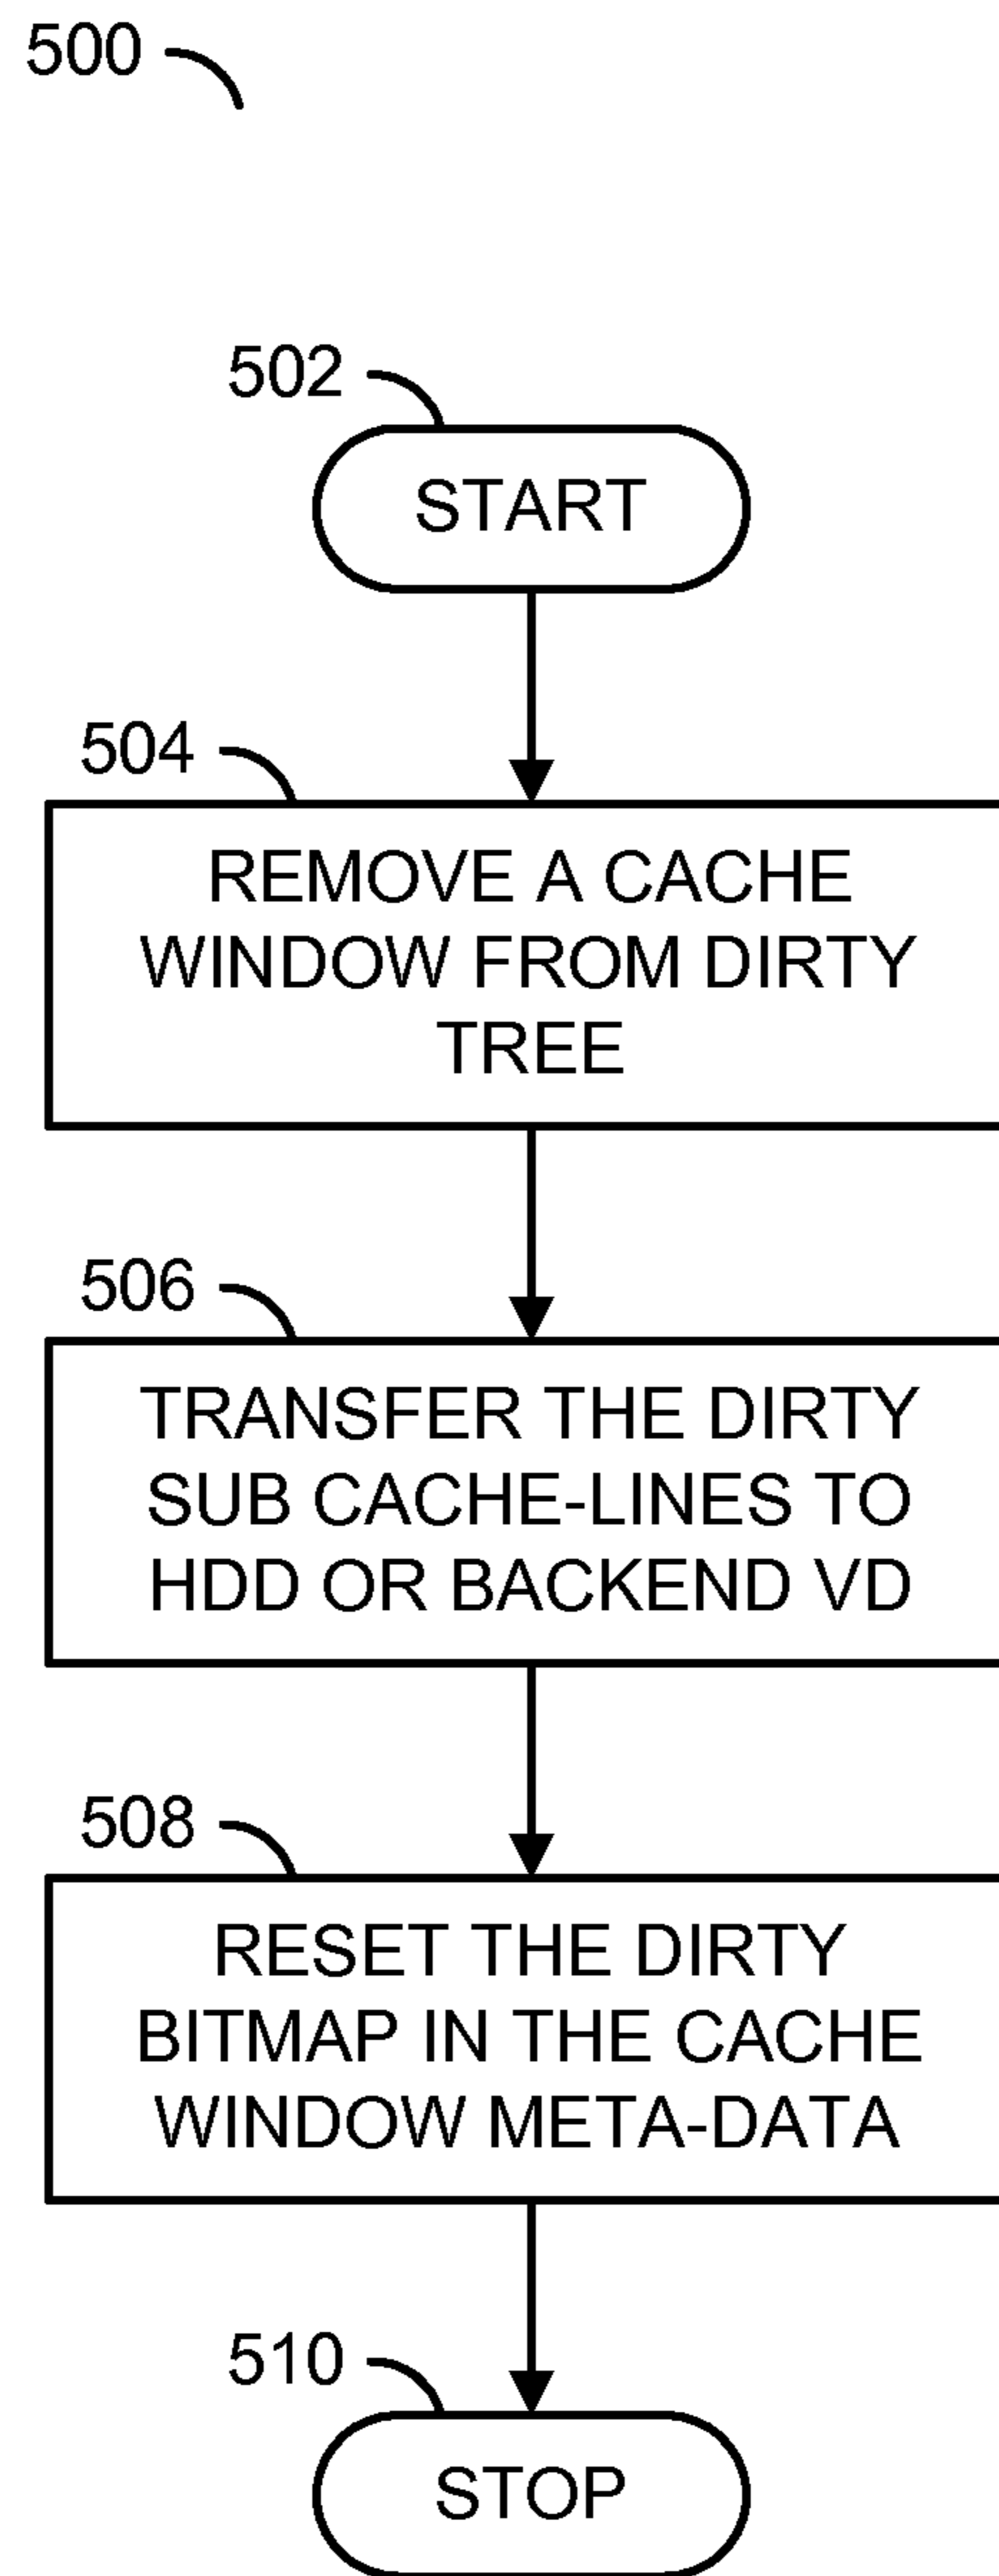 500
502
START
504
REMOVE A CACHE
WINDOW FROM DIRTY
TREE
506
TRANSFER THE DIRTY
SUB CACHE-LINES TO
HDD OR BACKEND VD
508
RESET THE DIRTY
BITMAP IN THE CACHE
WINDOW META-DATA
510
STOP